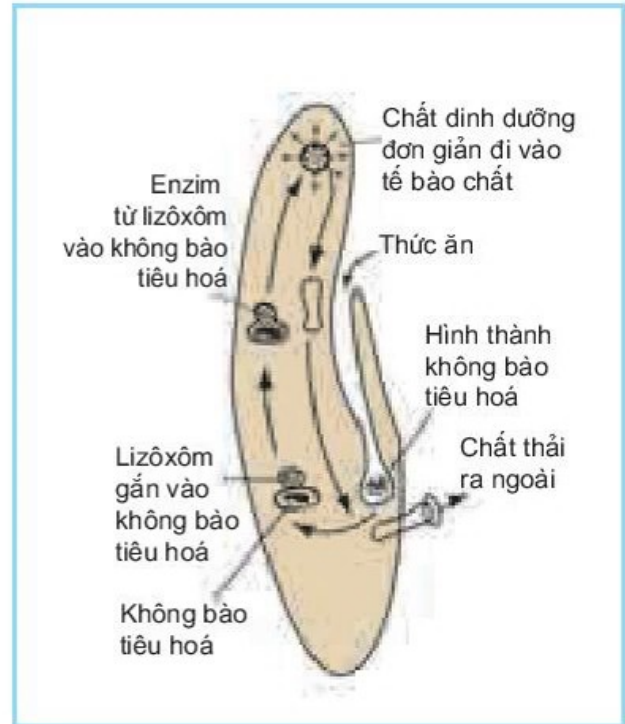 Chất dinh dưỡng
đơn giản đi vào
tế bào chất
Enzim
từ lizôxôm
vào không bào
tiêu hoá
Thức ăn
Hình thành
không bào
tiêu hoá
Chất thải
ra ngoài
Lizôxôm
gắn vào
không bào
tiêu hoá
Không bào
tiêu hoá